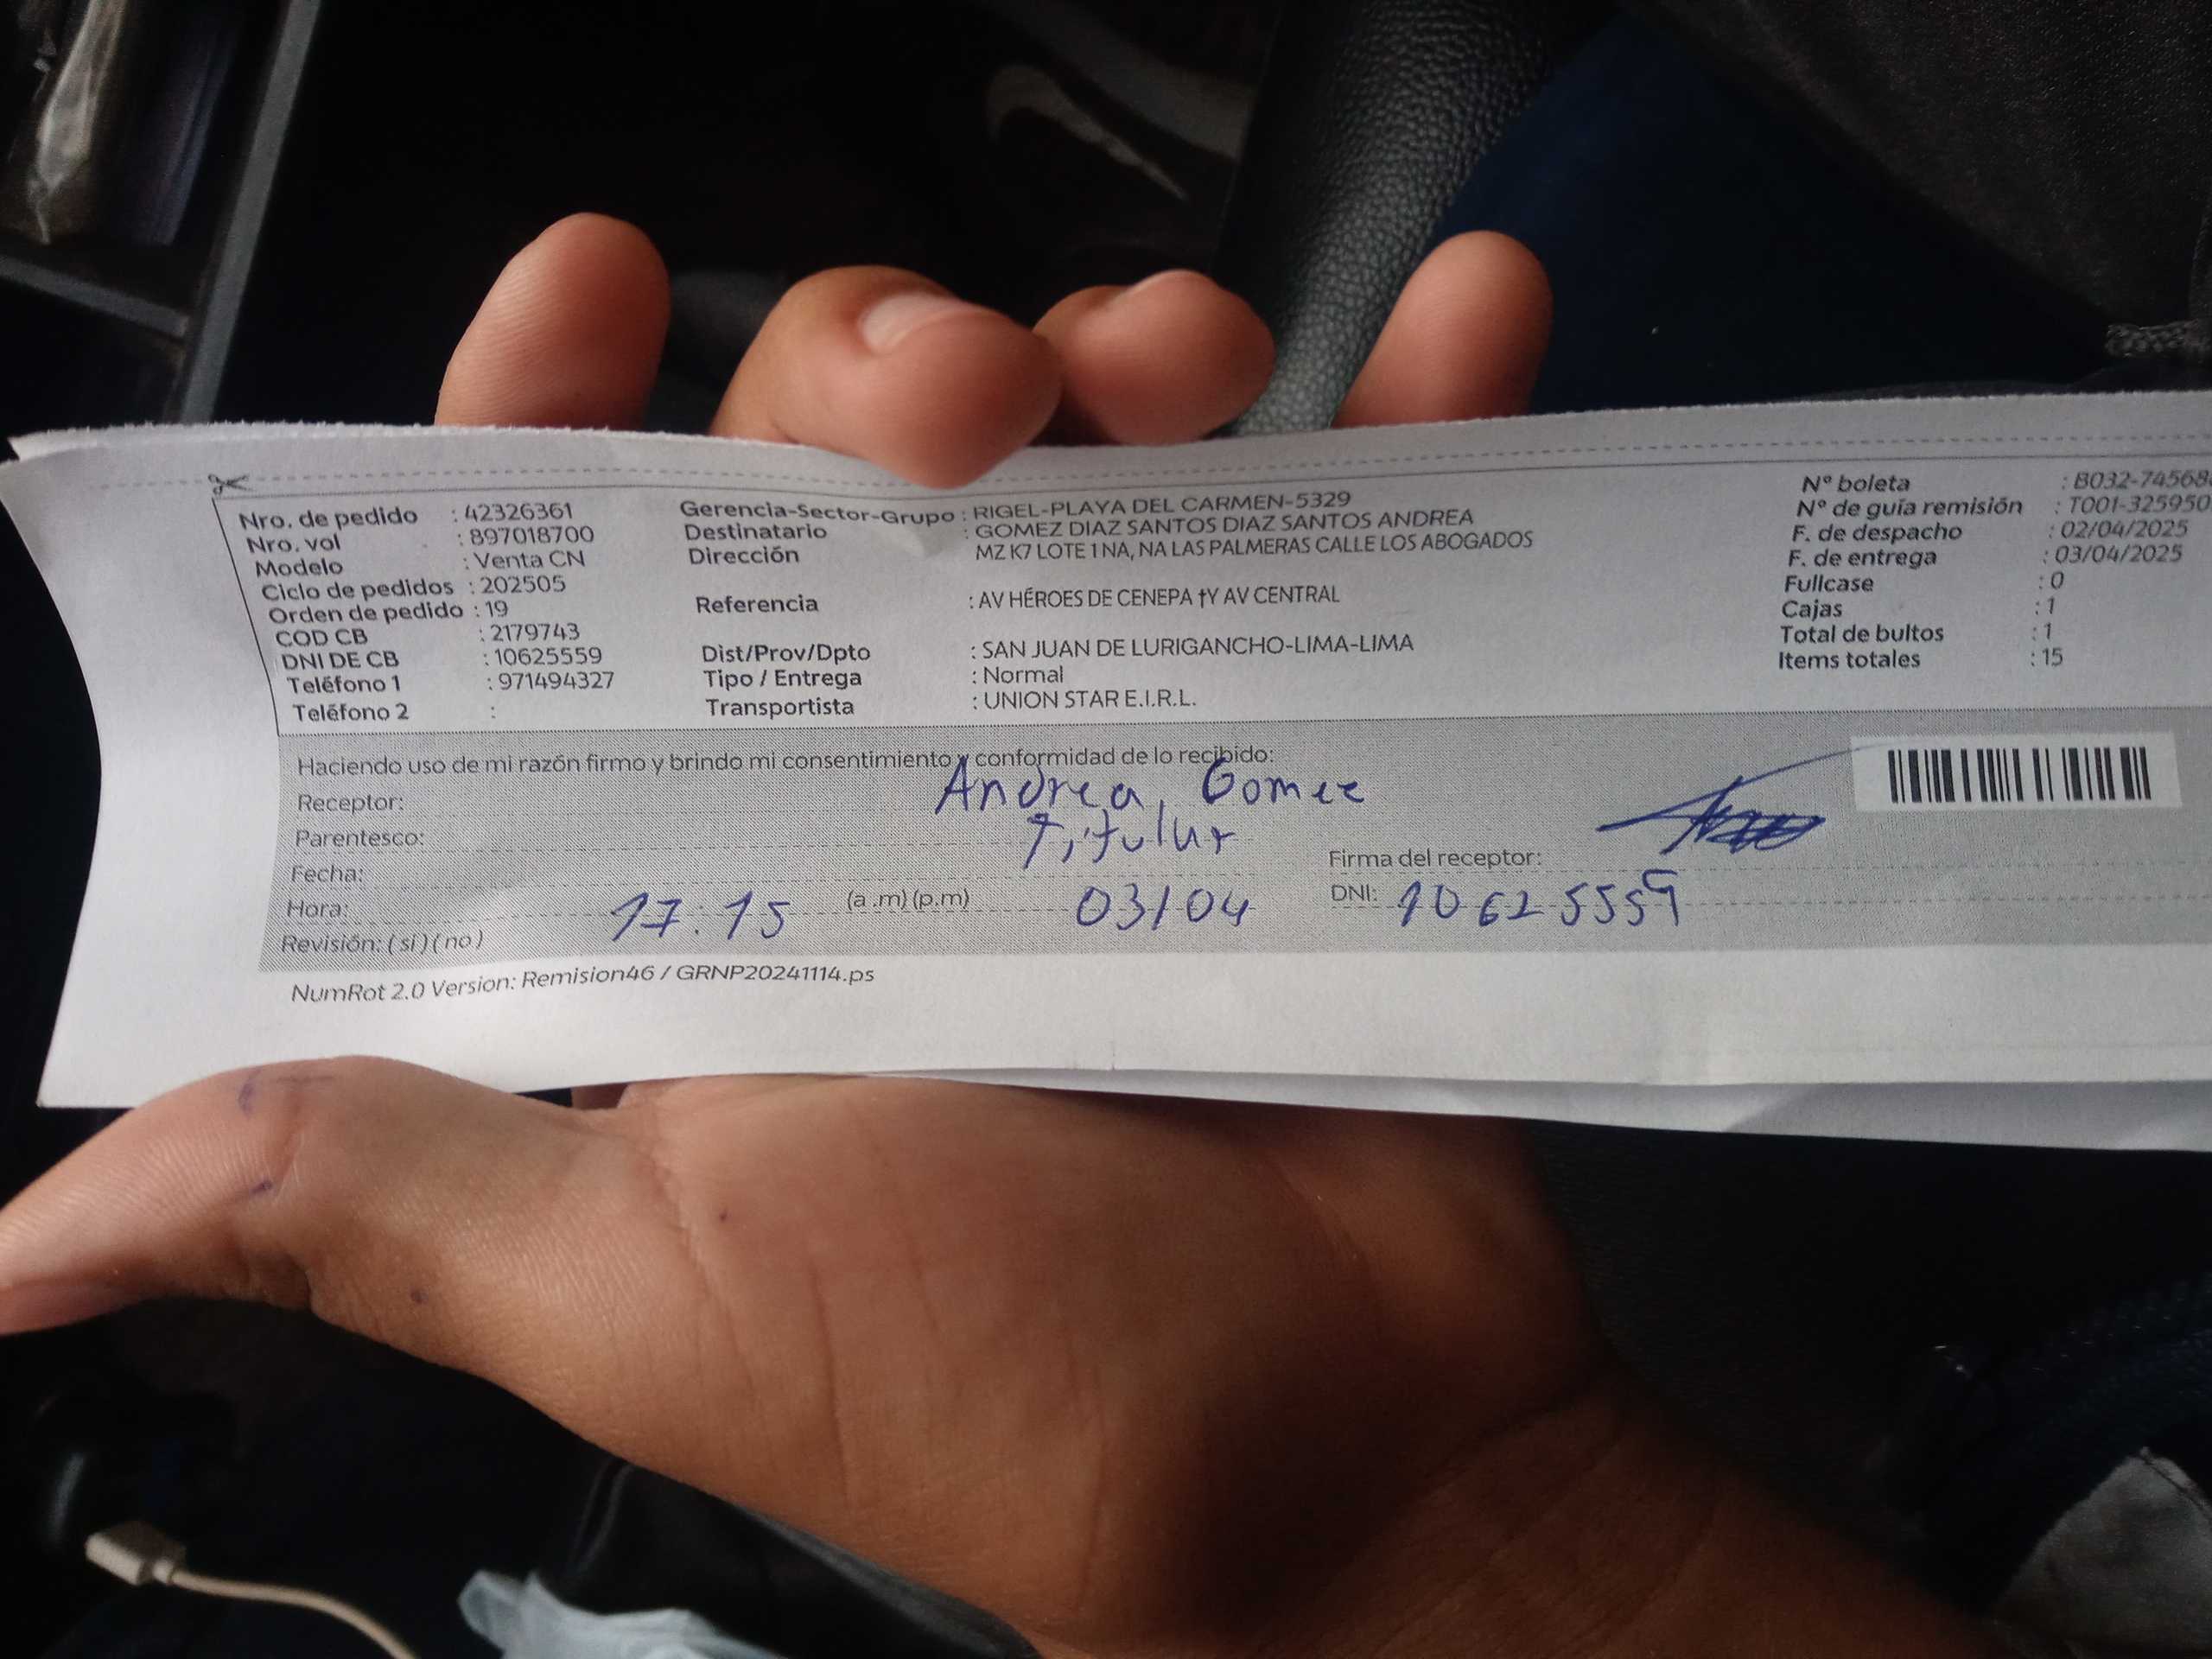 Nro. de pedido : 42326361
Nro. vol : 897018700
Modelo : Venta CN
Ciclo de pedidos : 202505
Orden de pedido : 19
COD CB : 2179743
DNI DE CB : 10625559
Teléfono 1 : 971494327
Teléfono 2 :
Gerencia-Sector-Grupo : RIGEL-PLAYA DEL CARMEN-5329
Destinatario : GOMEZ DIAZ SANTOS DIAZ SANTOS ANDREA
Dirección MZ K7 LOTE 1 NA, NA LAS PALMERAS CALLE LOS ABOGADOS
Referencia : AV HÉROES DE CENEPA †Y AV CENTRAL
Dist/Prov/Dpto : SAN JUAN DE LURIGANCHO-LIMA-LIMA
Tipo / Entrega : Normal
Transportista : UNION STAR E.I.R.L.
Nº boleta : B032-74568
Nº de guía remisión : T001-325950
F. de despacho : 02/04/2025
F. de entrega : 03/04/2025
Fullcase : 0
Cajas : 1
Total de bultos : 1
Items totales : 15
Haciendo uso de mi razón firmo y brindo mi consentimiento y conformidad de lo recibido:
Receptor: Andrea Gomez
Parentesco: Titular
Fecha: 
Firma del receptor:
Hora: 17:15 (a .m) (p.m) 03/04 DNI: 10625559
Revisión: ( si ) ( no )
NumRot 2.0 Version: Remision46 / GRNP20241114.ps